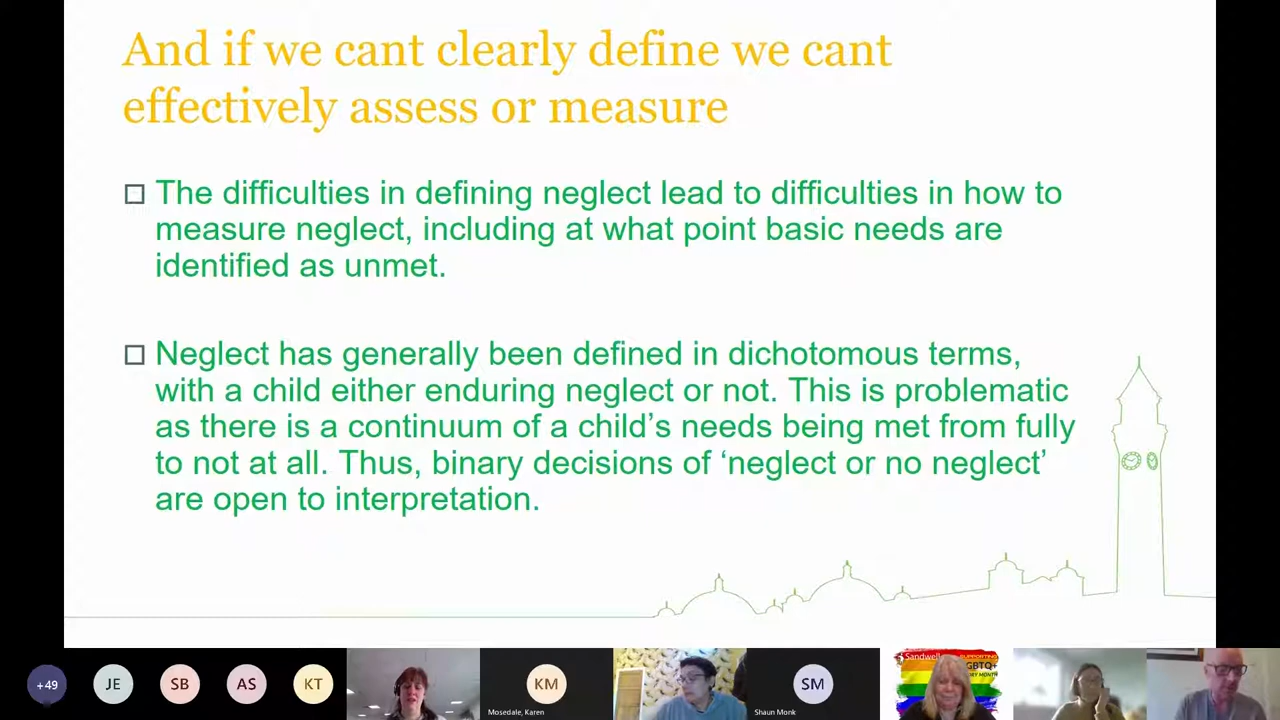 And if we cant clearly define we cant
effectively assess or measure
The difficulties in defining neglect lead to difficulties in how to
measure neglect, including at what point basic needs are
identified as unmet.
Neglect has generally been defined in dichotomous terms,
with a child either enduring neglect or not. This is problematic
as there is a continuum of a child’s needs being met from fully
to not at all. Thus, binary decisions of ‘neglect or no neglect’
are open to interpretation.
+49
JE
SB
AS
KT
KM
Mosedale, Karen
SM
Shaun Monk
Sandwell